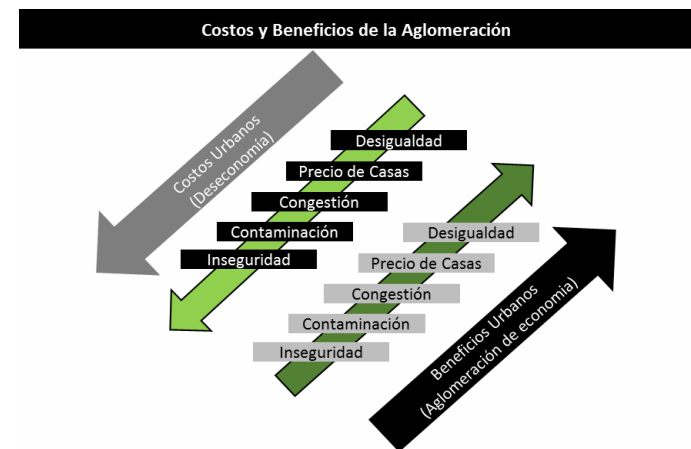 Costos y Beneficios de la Aglomeración
Costos Urbanos
(Deseconomía)
Desigualdad
Precio de Casas
Congestión
Contaminación
Inseguridad
Desigualdad
Precio de Casas
Congestión
Contaminación
Inseguridad
Beneficios Urbanos
(Aglomeración de economia)